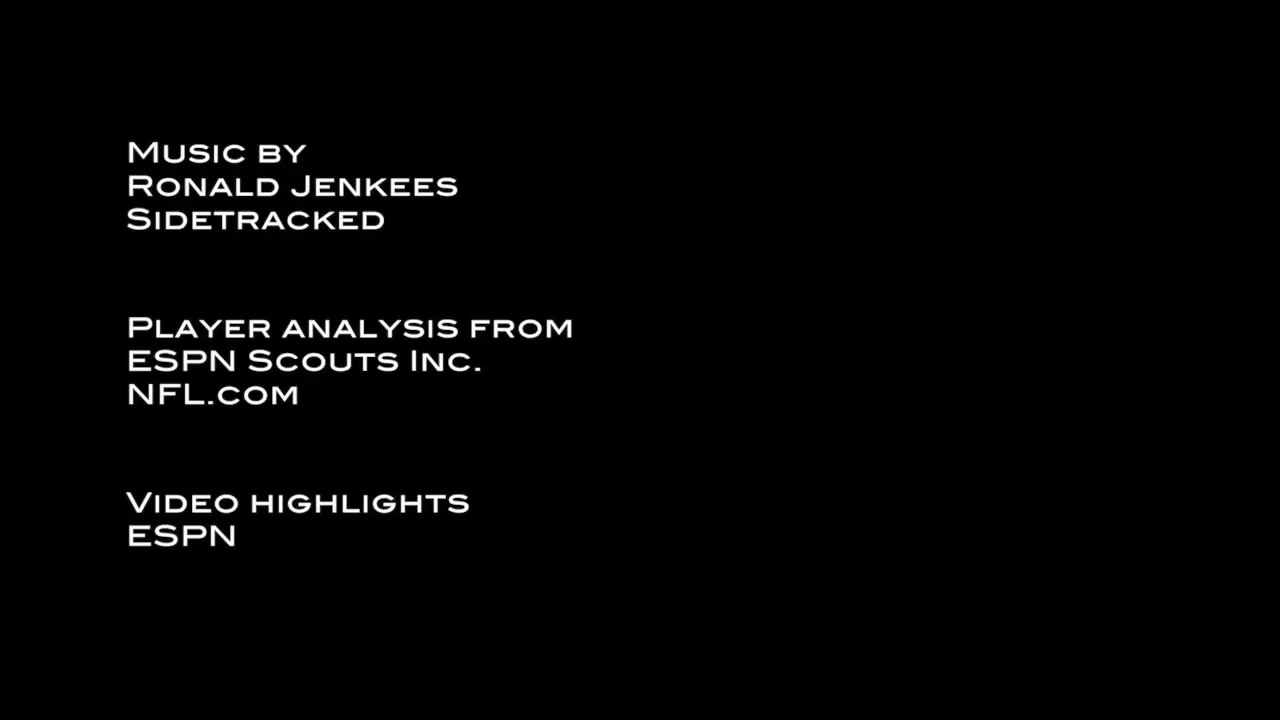 Music by
Ronald Jenkees
Sidetracked
Player analysis from
ESPN Scouts Inc.
NFL.com
Video highlights
ESPN